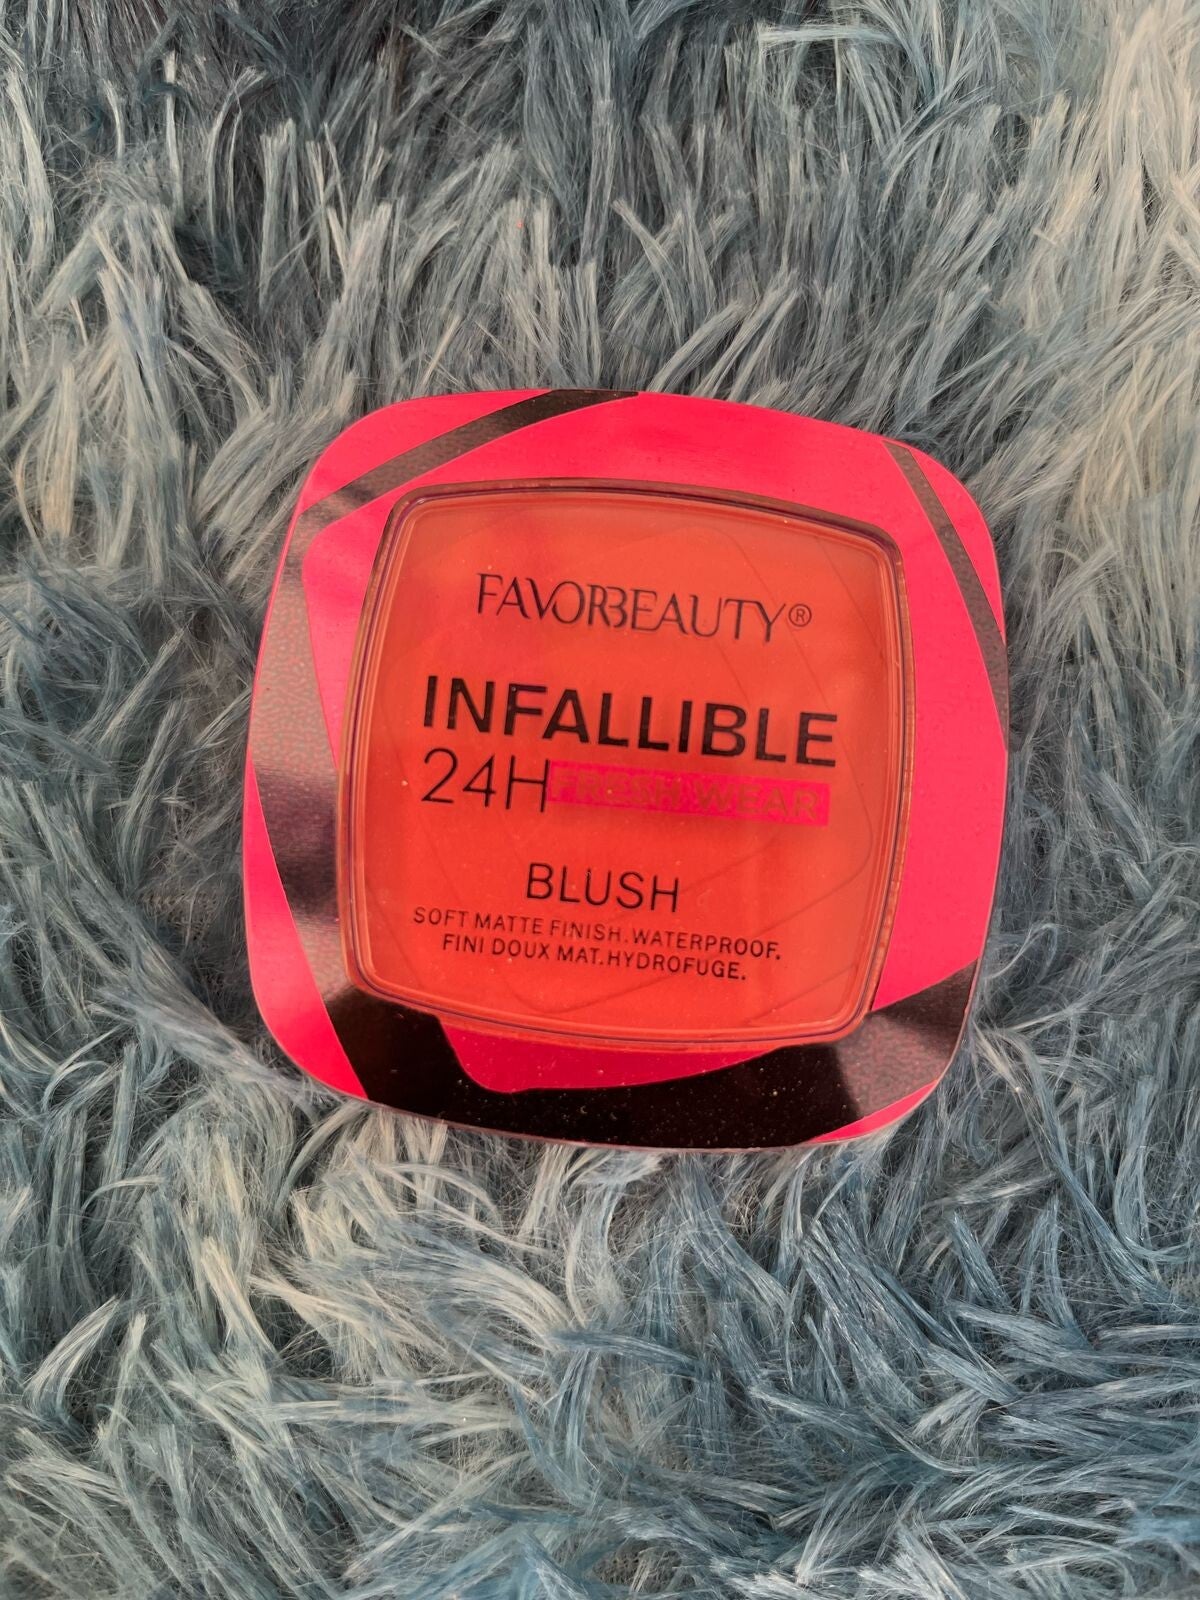 FAVORBEAUTY®
INFALLIBLE
24H FRESH WEAR
BLUSH
SOFT MATTE FINISH.WATERPROOF.
FINI DOUX MAT.HYDROFUGE.